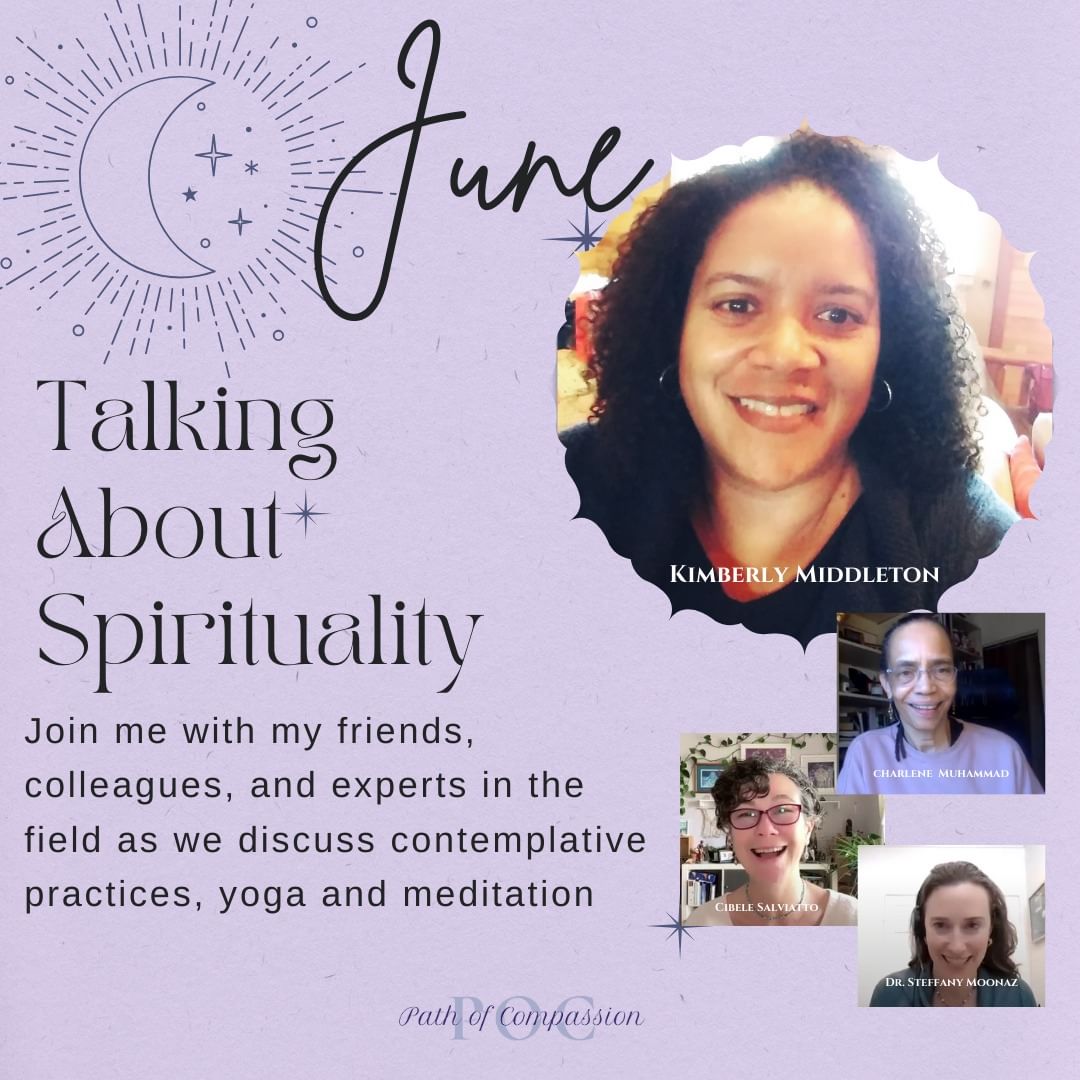 June
Talking
About
Spirituality
Join me with my friends,
colleagues, and experts in the
field as we discuss contemplative
practices, yoga and meditation
Kimberly Middleton
Charlene Muhammad
Cibele Salviatto
Dr. Steffany Moonaz
POC
Path of Compassion